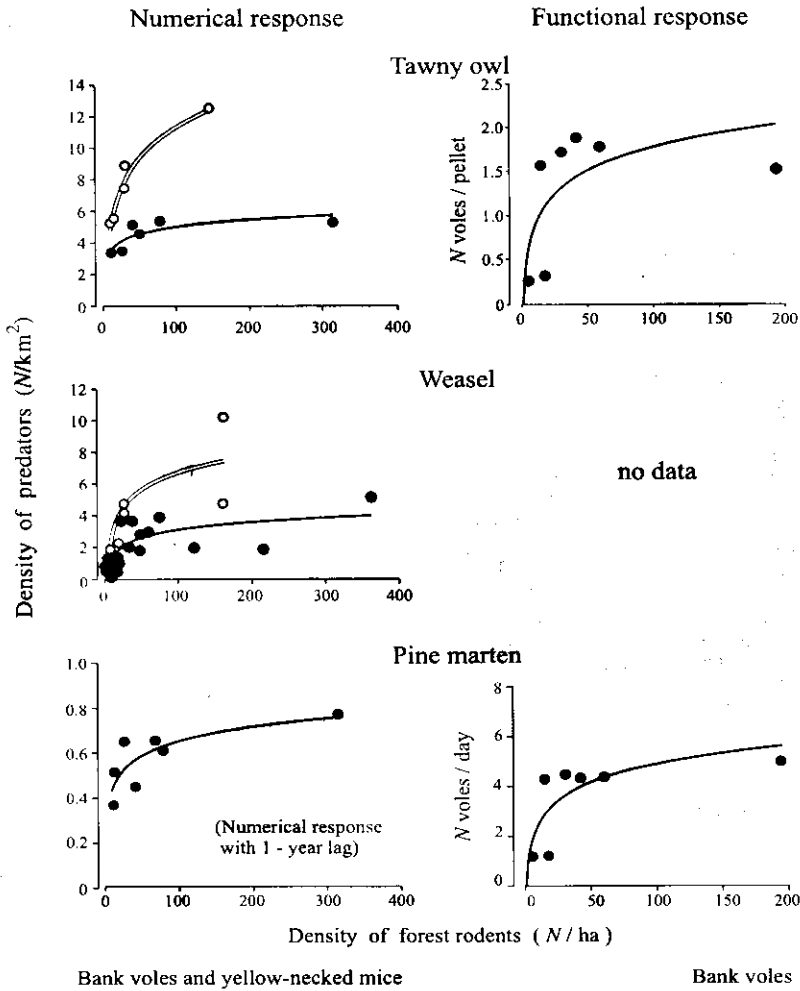 Numerical response Functional response
Tawny owl
14
12
10
8
6
4
2
0
0 100 200 300 400
2.5
2.0
1.5
1.0
0.5
0
N voles / pellet
0 50 100 150 200
Density of predators (N/km²)
Weasel
12
10
8
6
4
2
0
0 100 200 300 400
no data
Pine marten
1.0
0.8
0.6
0.4
0.2
0
(Numerical response
with 1 - year lag)
0 100 200 300 400
8
6
4
2
0
N voles / day
0 50 100 150 200
Density of forest rodents ( N / ha )
Bank voles and yellow-necked mice Bank voles